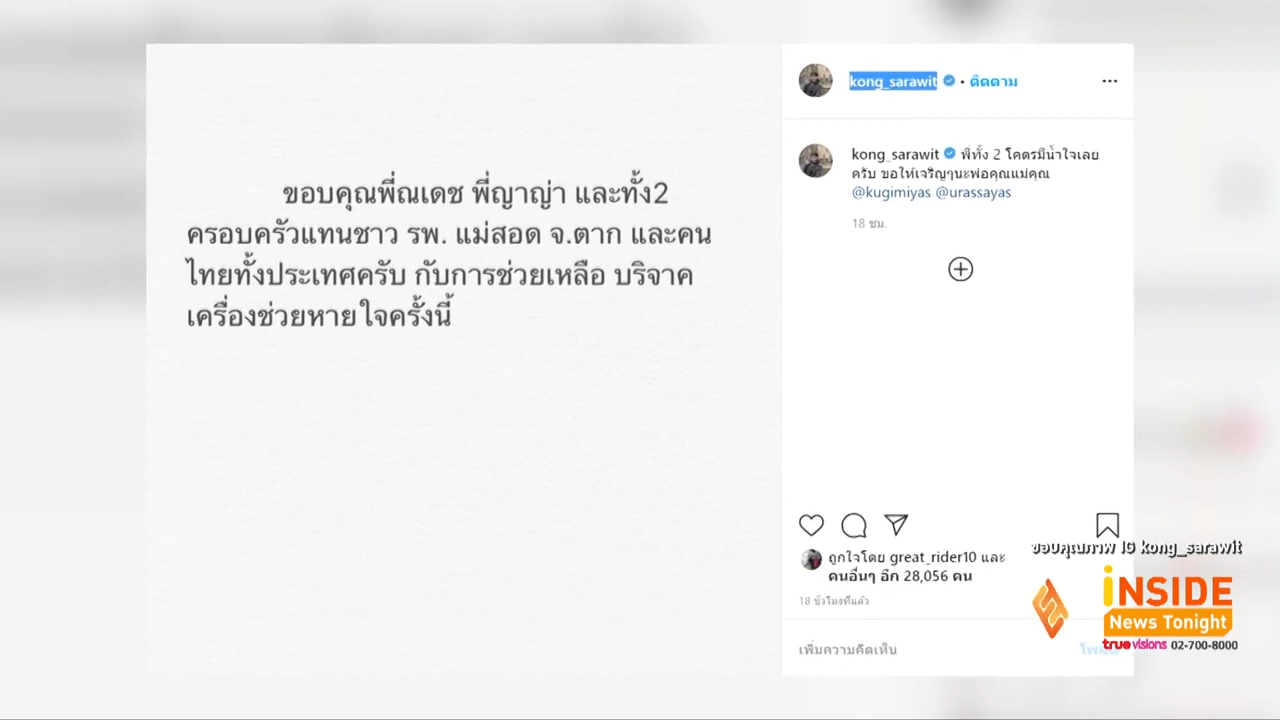 ขอบคุณพี่ณเดช พี่ญาญ่า และทั้ง2
ครอบครัวแทนชาว รพ. แม่สอด จ.ตาก และคน
ไทยทั้งประเทศครับ กับการช่วยเหลือ บริจาค
เครื่องช่วยหายใจครั้งนี้
kong_sarawit • ติดตาม
kong_sarawit พี่ทั้ง 2 โคตรมีน้ำใจเลย
ครับ ขอให้เจริญๆนะพ่อคุณแม่คุณ
@kugimiyas @urassayas
18 ชม.
ถูกใจโดย great_rider10 และ
คนอื่นๆ อีก 28,056 คน
18 ชั่วโมงที่แล้ว
เพิ่มความคิดเห็น
ขอบคุณภาพ IG kong_sarawit
iNSIDE
News Tonight
true visions 02-700-8000